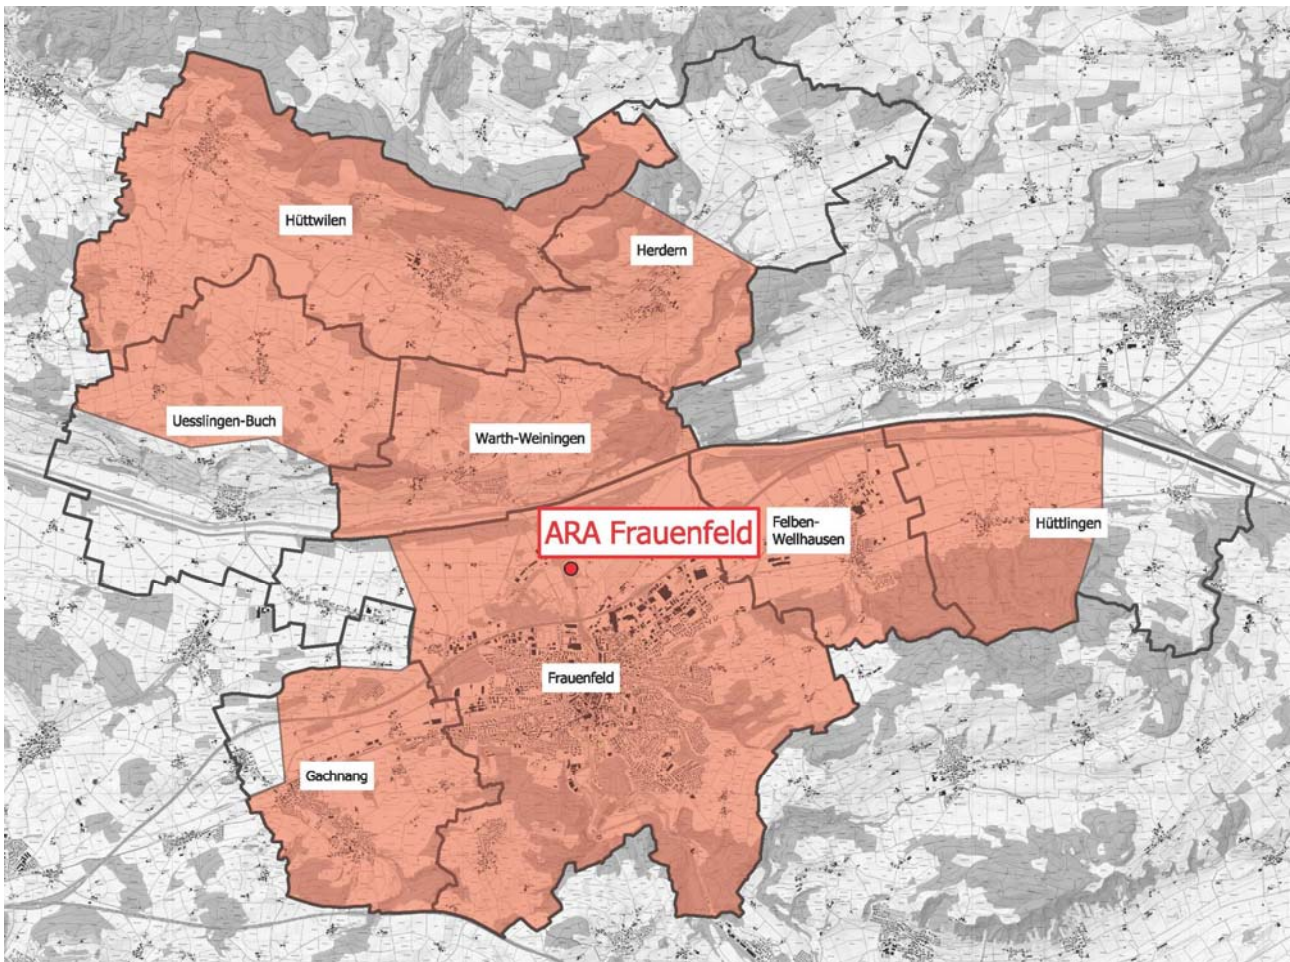 Hüttwilen
Herdern
Uesslingen-Buch
Warth-Weiningen
ARA Frauenfeld
Felben-
Wellhausen
Hüttlingen
Frauenfeld
Gachnang